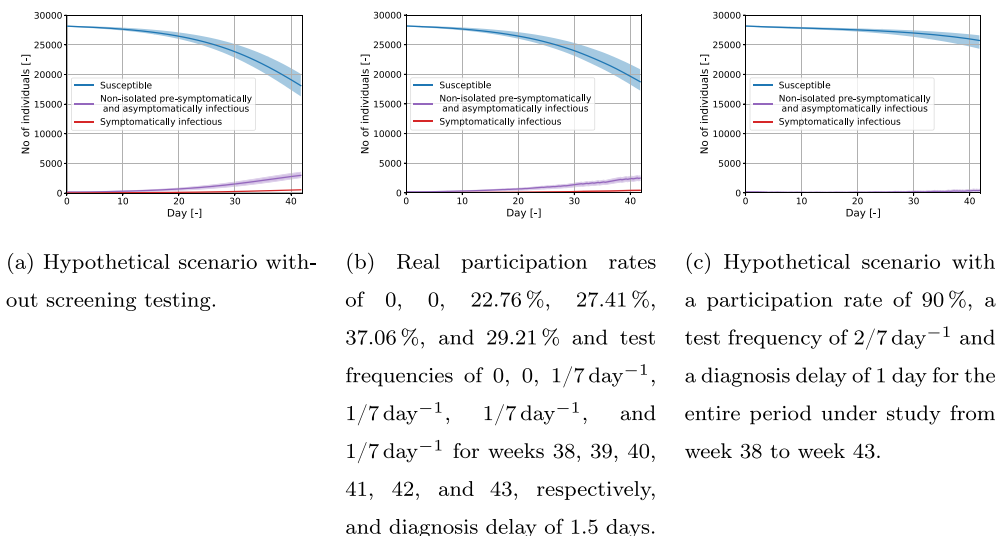 30000
25000
20000
15000
10000
5000
0
No of individuals [-]
Susceptible
Non-isolated pre-symptomatically
and asymptomatically infectious
Symptomatically infectious
0 10 20 30 40
Day [-]
30000
25000
20000
15000
10000
5000
0
No of individuals [-]
Susceptible
Non-isolated pre-symptomatically
and asymptomatically infectious
Symptomatically infectious
0 10 20 30 40
Day [-]
30000
25000
20000
15000
10000
5000
0
No of individuals [-]
Susceptible
Non-isolated pre-symptomatically
and asymptomatically infectious
Symptomatically infectious
0 10 20 30 40
Day [-]
(a) Hypothetical scenario with-
out screening testing.
(b) Real participation rates
of 0, 0, 22.76 %, 27.41 %,
37.06 %, and 29.21 % and test
frequencies of 0, 0, 1/7 day⁻¹,
1/7 day⁻¹, 1/7 day⁻¹, and
1/7 day⁻¹ for weeks 38, 39, 40,
41, 42, and 43, respectively,
and diagnosis delay of 1.5 days.
(c) Hypothetical scenario with
a participation rate of 90 %, a
test frequency of 2/7 day⁻¹ and
a diagnosis delay of 1 day for the
entire period under study from
week 38 to week 43.